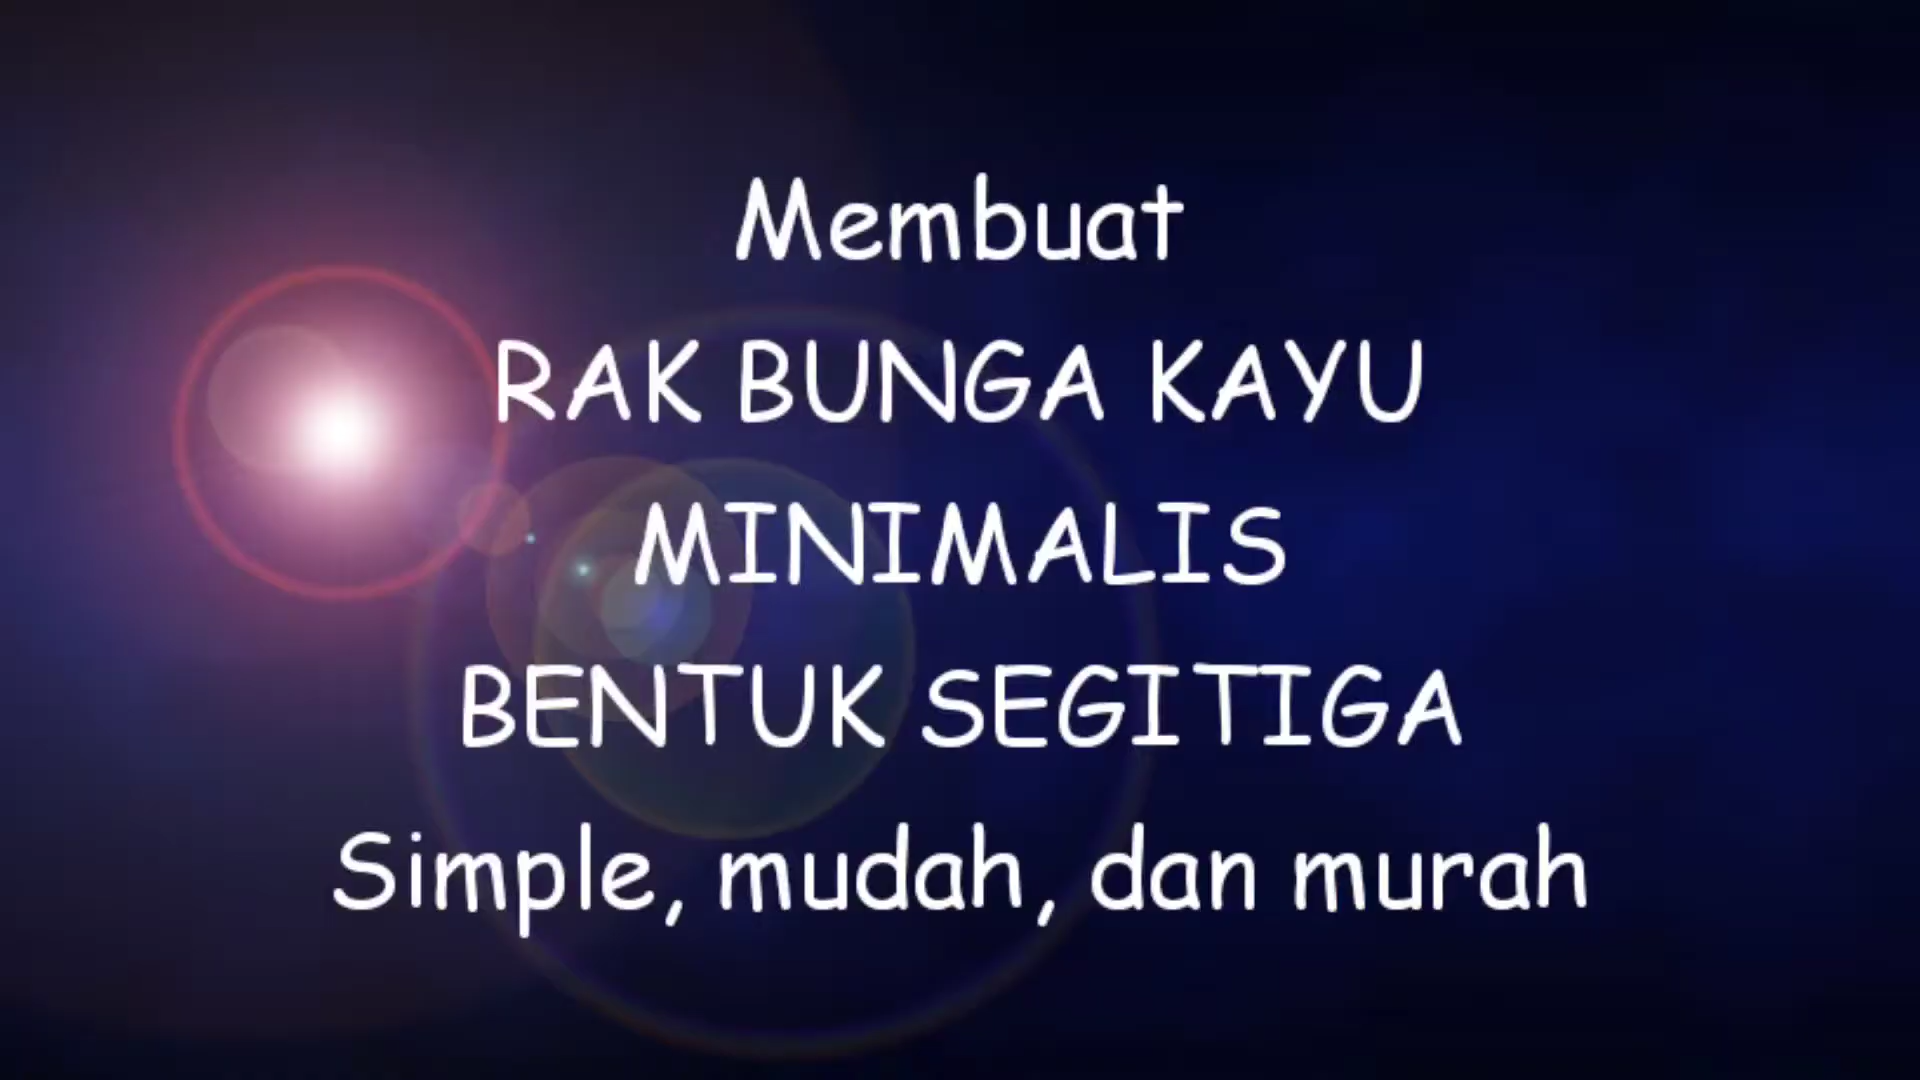 Membuat
RAK BUNGA KAYU
MINIMALIS
BENTUK SEGITIGA
Simple, mudah, dan murah